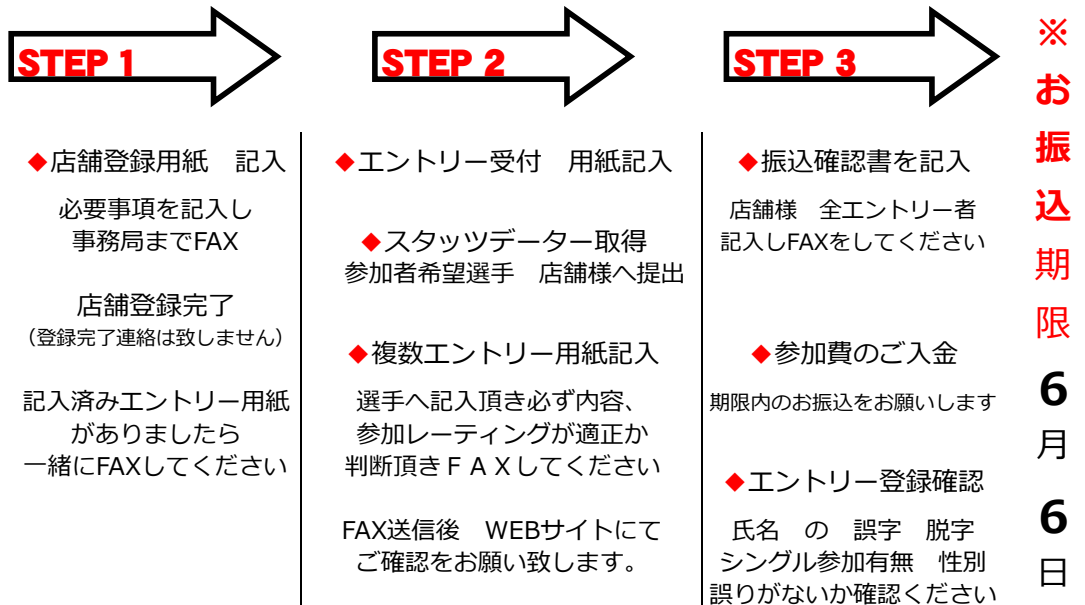 STEP 1
◆店舗登録用紙　記入
必要事項を記入し
事務局までFAX
店舗登録完了
（登録完了連絡は致しません）
記入済みエントリー用紙
がありましたら
一緒にFAXしてください
STEP 2
◆エントリー受付　用紙記入
◆スタッツデーター取得
参加者希望選手　店舗様へ提出
◆複数エントリー用紙記入
選手へ記入頂き必ず内容、
参加レーティングが適正か
判断頂きＦＡＸしてください
FAX送信後　WEBサイトにて
ご確認をお願い致します。
STEP 3
◆振込確認書を記入
店舗様　全エントリー者
記入しFAXをしてください
◆参加費のご入金
期限内のお振込をお願いします
◆エントリー登録確認
氏名　の　誤字　脱字
シングル参加有無　性別
誤りがないか確認ください
※お振込期限6月6日